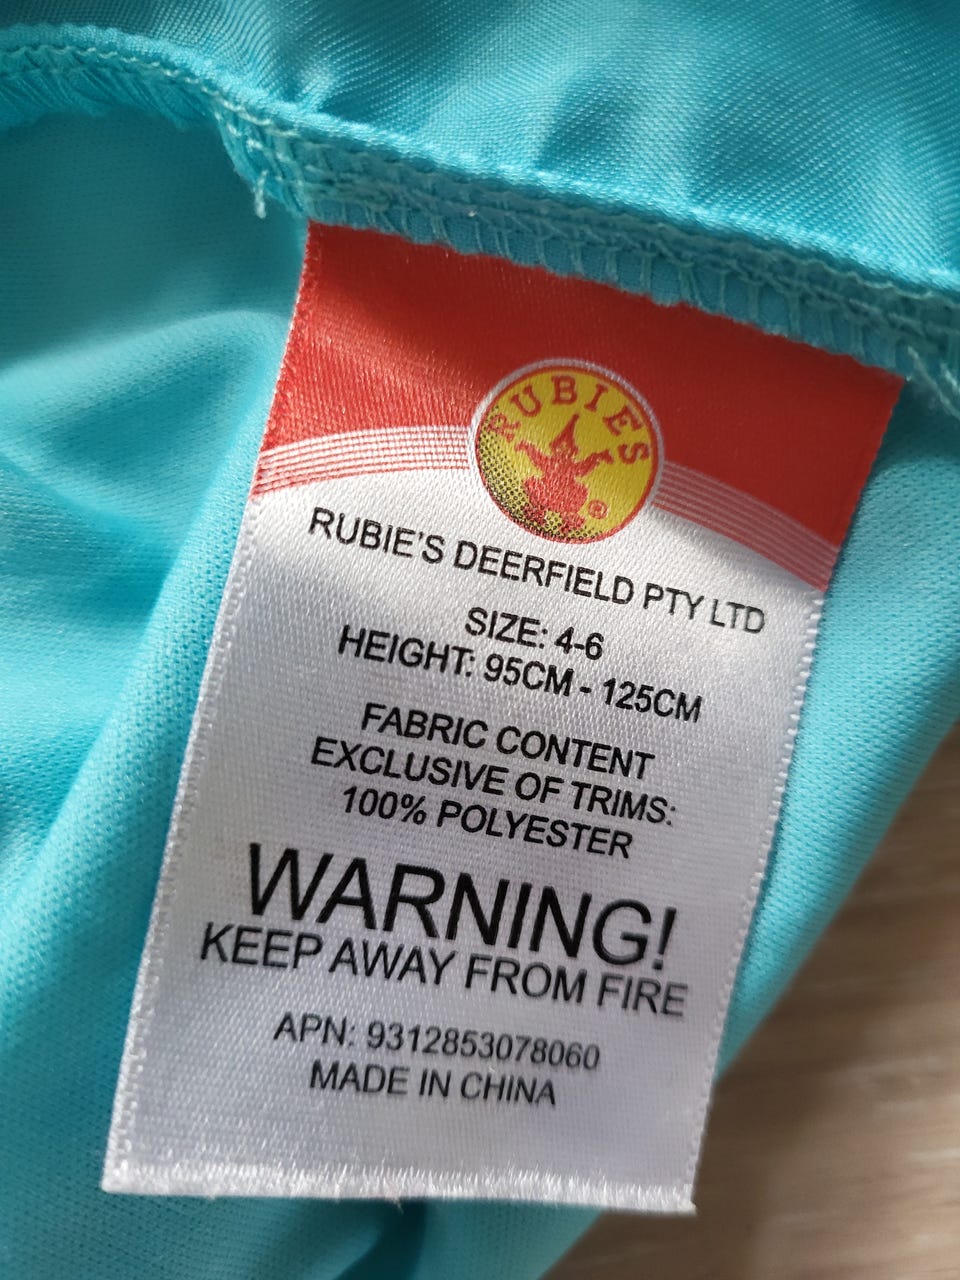 RUBIES
®
RUBIE'S DEERFIELD PTY LTD
SIZE: 4-6
HEIGHT: 95CM - 125CM
FABRIC CONTENT
EXCLUSIVE OF TRIMS:
100% POLYESTER
WARNING!
KEEP AWAY FROM FIRE
APN: 9312853078060
MADE IN CHINA